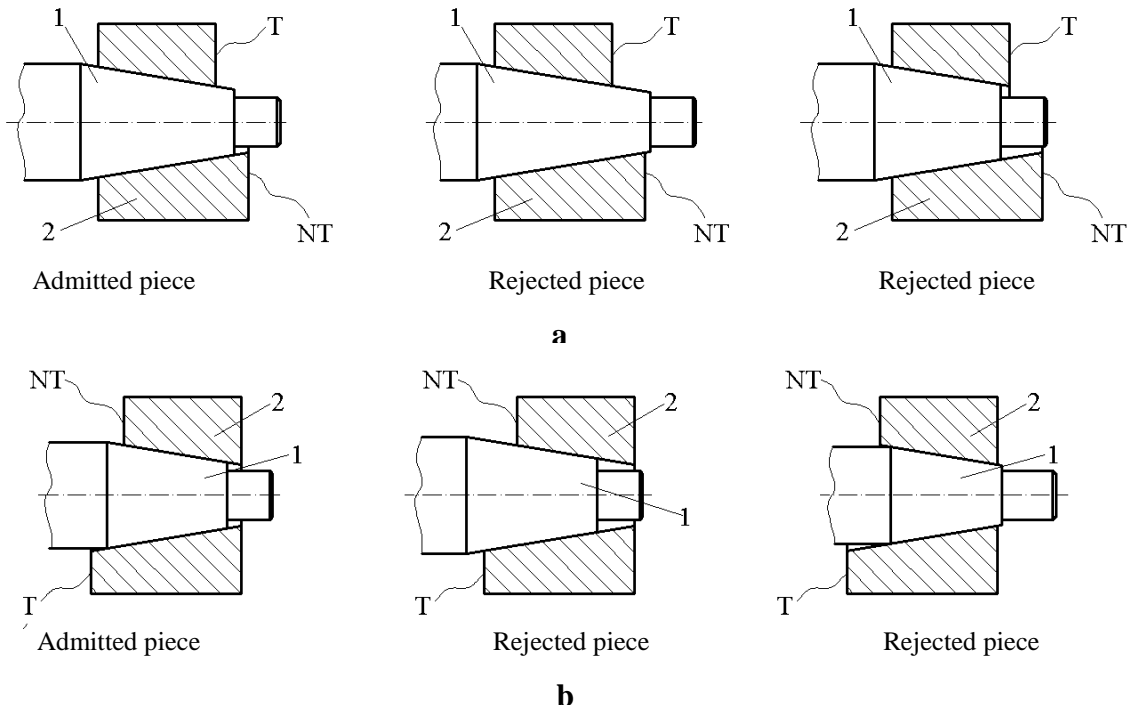 1 T 1 T 1 T
2 NT 2 NT 2 NT
Admitted piece Rejected piece Rejected piece
a
NT 2 NT 2 NT 2
1 1 1
T T T
Admitted piece Rejected piece Rejected piece
b